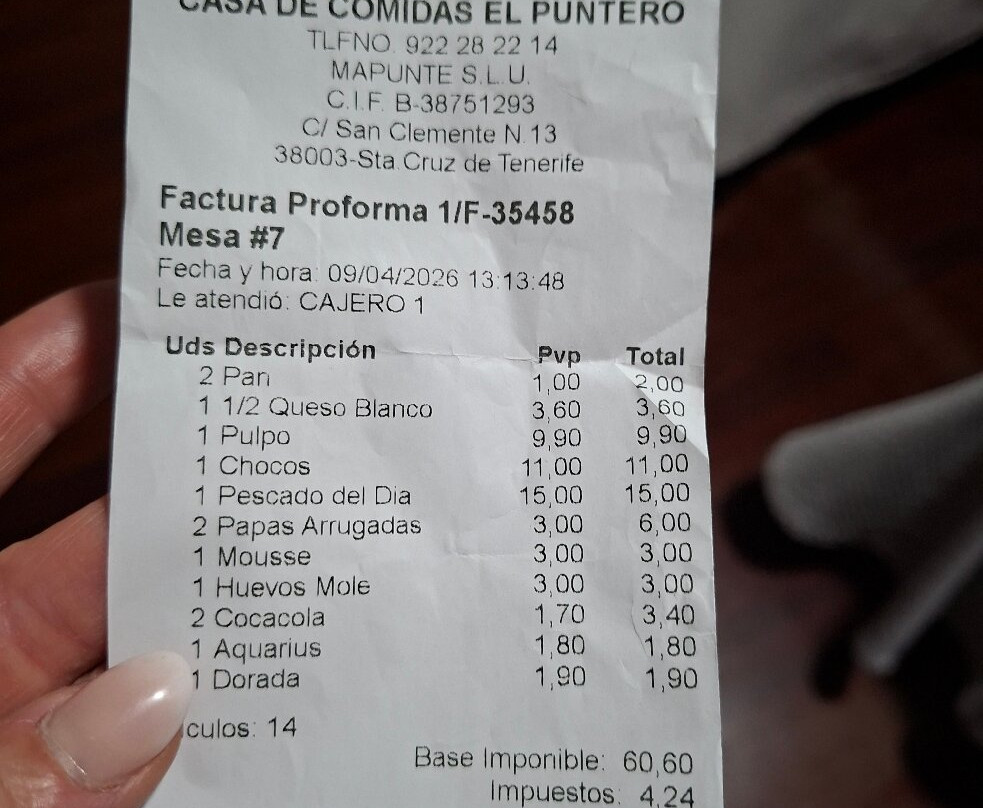 CASA DE COMIDAS EL PUNTERO
TLFNO. 922 28 22 14
MAPUNTE S.L.U.
C.I.F. B-38751293
C/ San Clemente N.13
38003-Sta.Cruz de Tenerife
Factura Proforma 1/F-35458
Mesa #7
Fecha y hora: 09/04/2026 13:13:48
Le atendió: CAJERO 1
Uds Descripción Pvp Total
2 Pan 1,00 2,00
1 1/2 Queso Blanco 3,60 3,60
1 Pulpo 9,90 9,90
1 Chocos 11,00 11,00
1 Pescado del Dia 15,00 15,00
2 Papas Arrugadas 3,00 6,00
1 Mousse 3,00 3,00
1 Huevos Mole 3,00 3,00
2 Cocacola 1,70 3,40
1 Aquarius 1,80 1,80
1 Dorada 1,90 1,90
culos: 14
Base Imponible: 60,60
Impuestos: 4,24